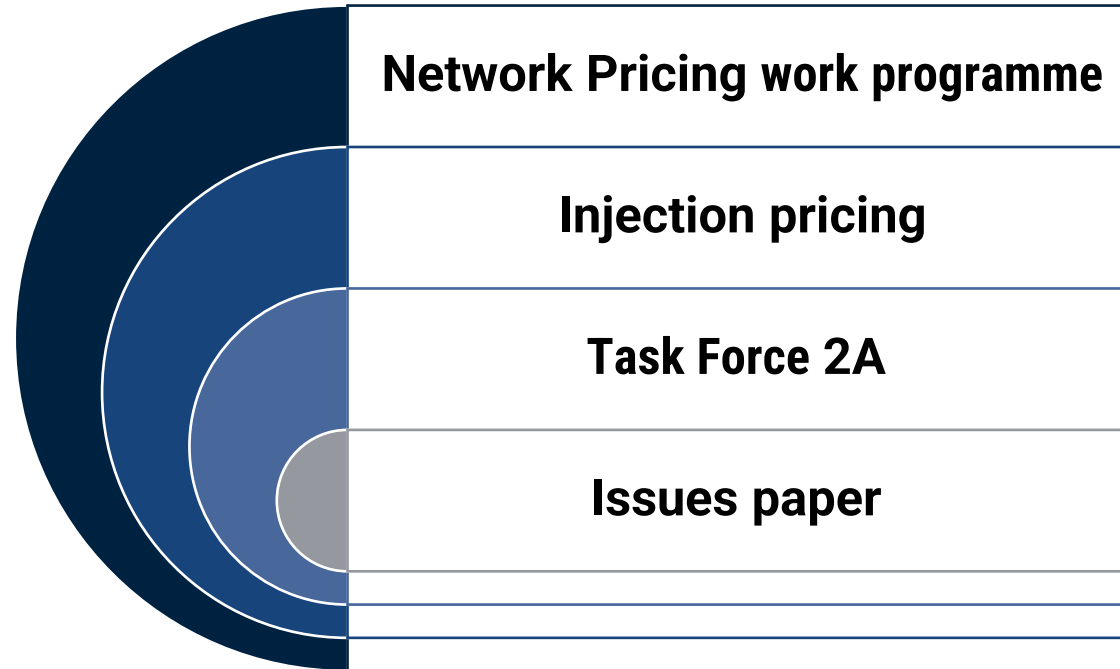 Network Pricing work programme
Injection pricing
Task Force 2A
Issues paper